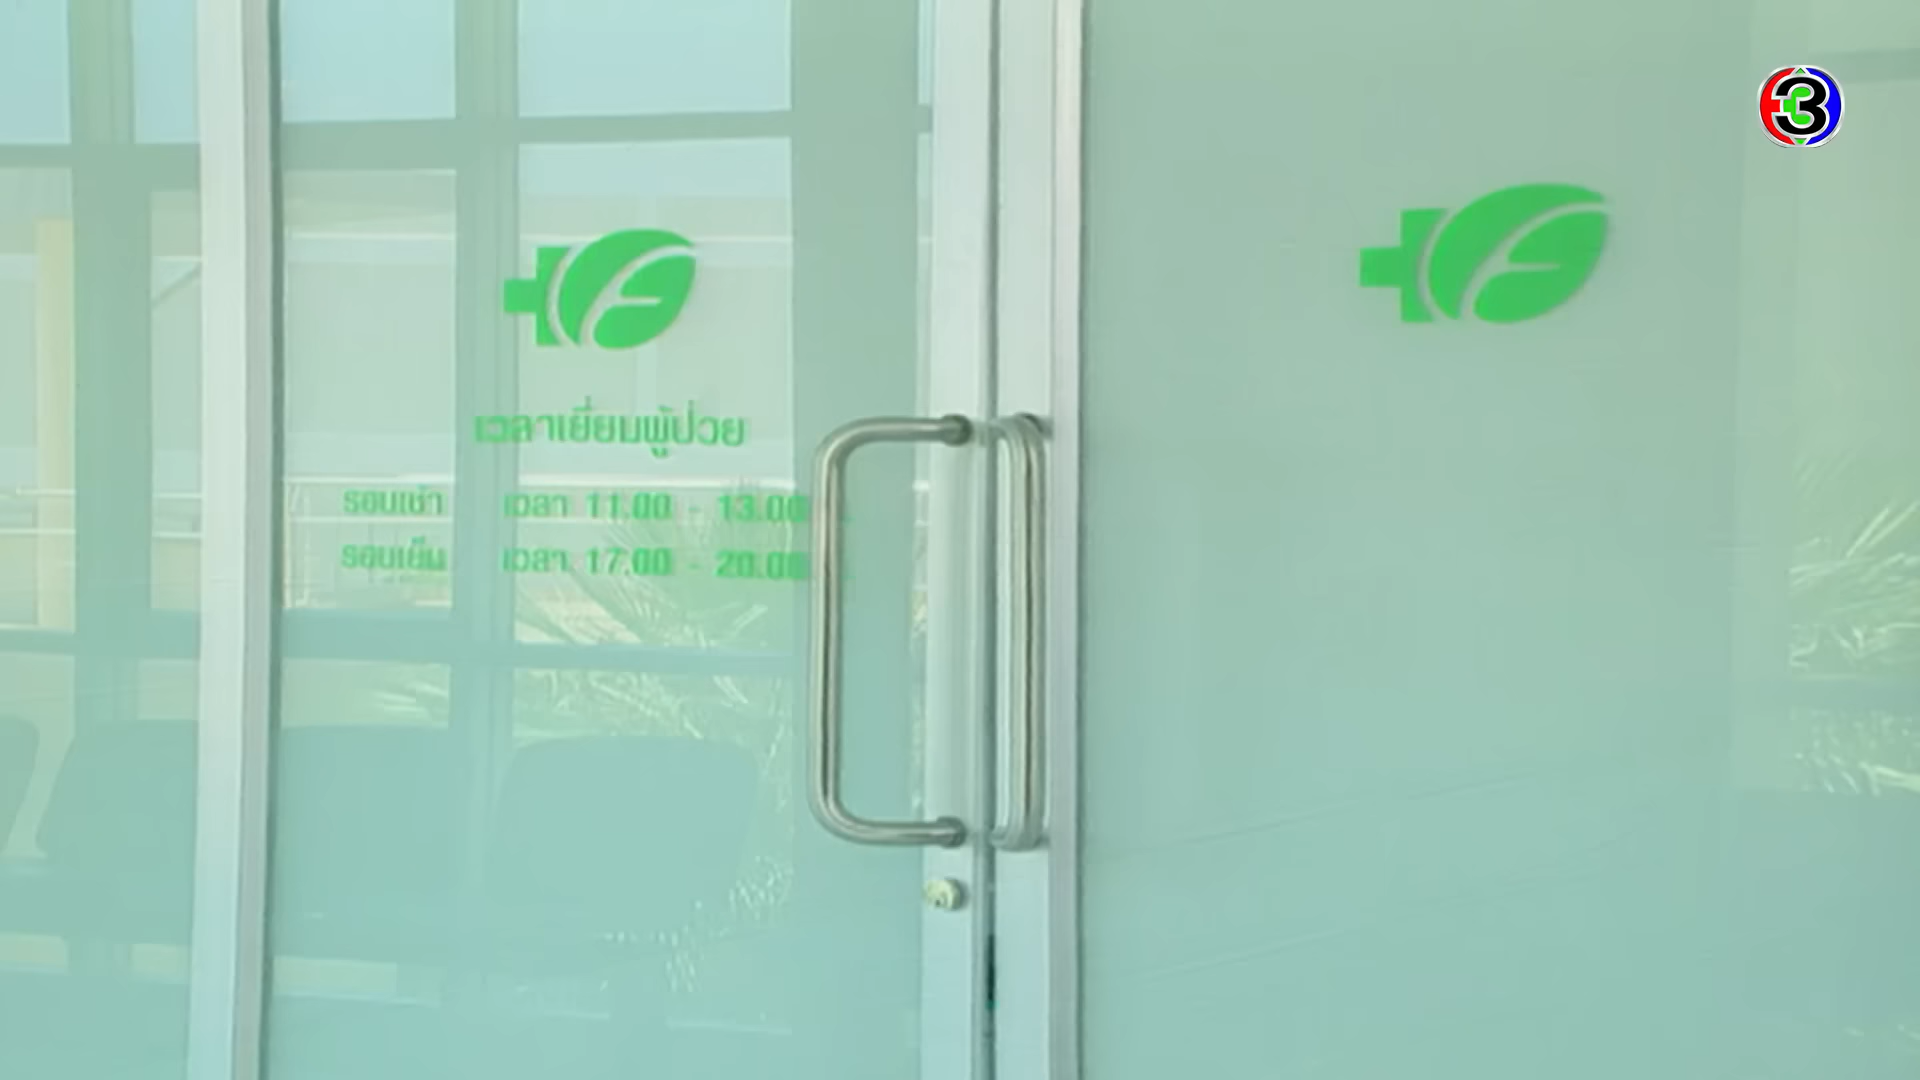 3
เวลาเยี่ยมผู้ป่วย
รอบเช้า เวลา 11.00 - 13.00
รอบเย็น เวลา 17.00 - 20.00